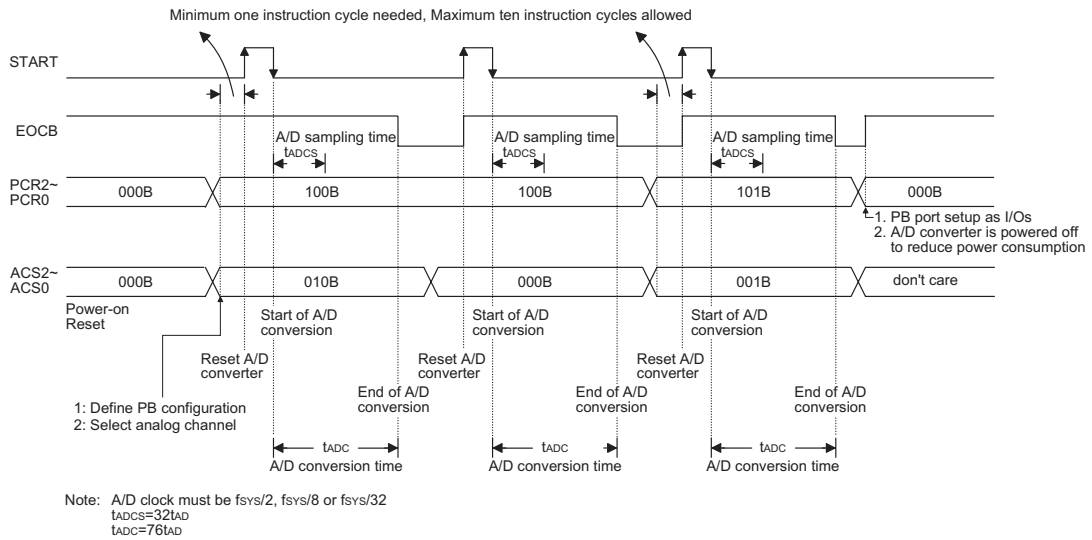 Minimum one instruction cycle needed, Maximum ten instruction cycles allowed
START
EOCB
A/D sampling time
tADCS
A/D sampling time
tADCS
A/D sampling time
tADCS
PCR2~
PCR0
000B
100B
100B
101B
000B
1. PB port setup as I/Os
2. A/D converter is powered off
to reduce power consumption
ACS2~
ACS0
000B
010B
000B
001B
don't care
Power-on
Reset
Start of A/D
conversion
Start of A/D
conversion
Start of A/D
conversion
Reset A/D
converter
Reset A/D
converter
Reset A/D
converter
1: Define PB configuration
2: Select analog channel
End of A/D
conversion
End of A/D
conversion
End of A/D
conversion
tADC
A/D conversion time
tADC
A/D conversion time
tADC
A/D conversion time
Note: A/D clock must be fSYS/2, fSYS/8 or fSYS/32
tADCS=32tAD
tADC=76tAD